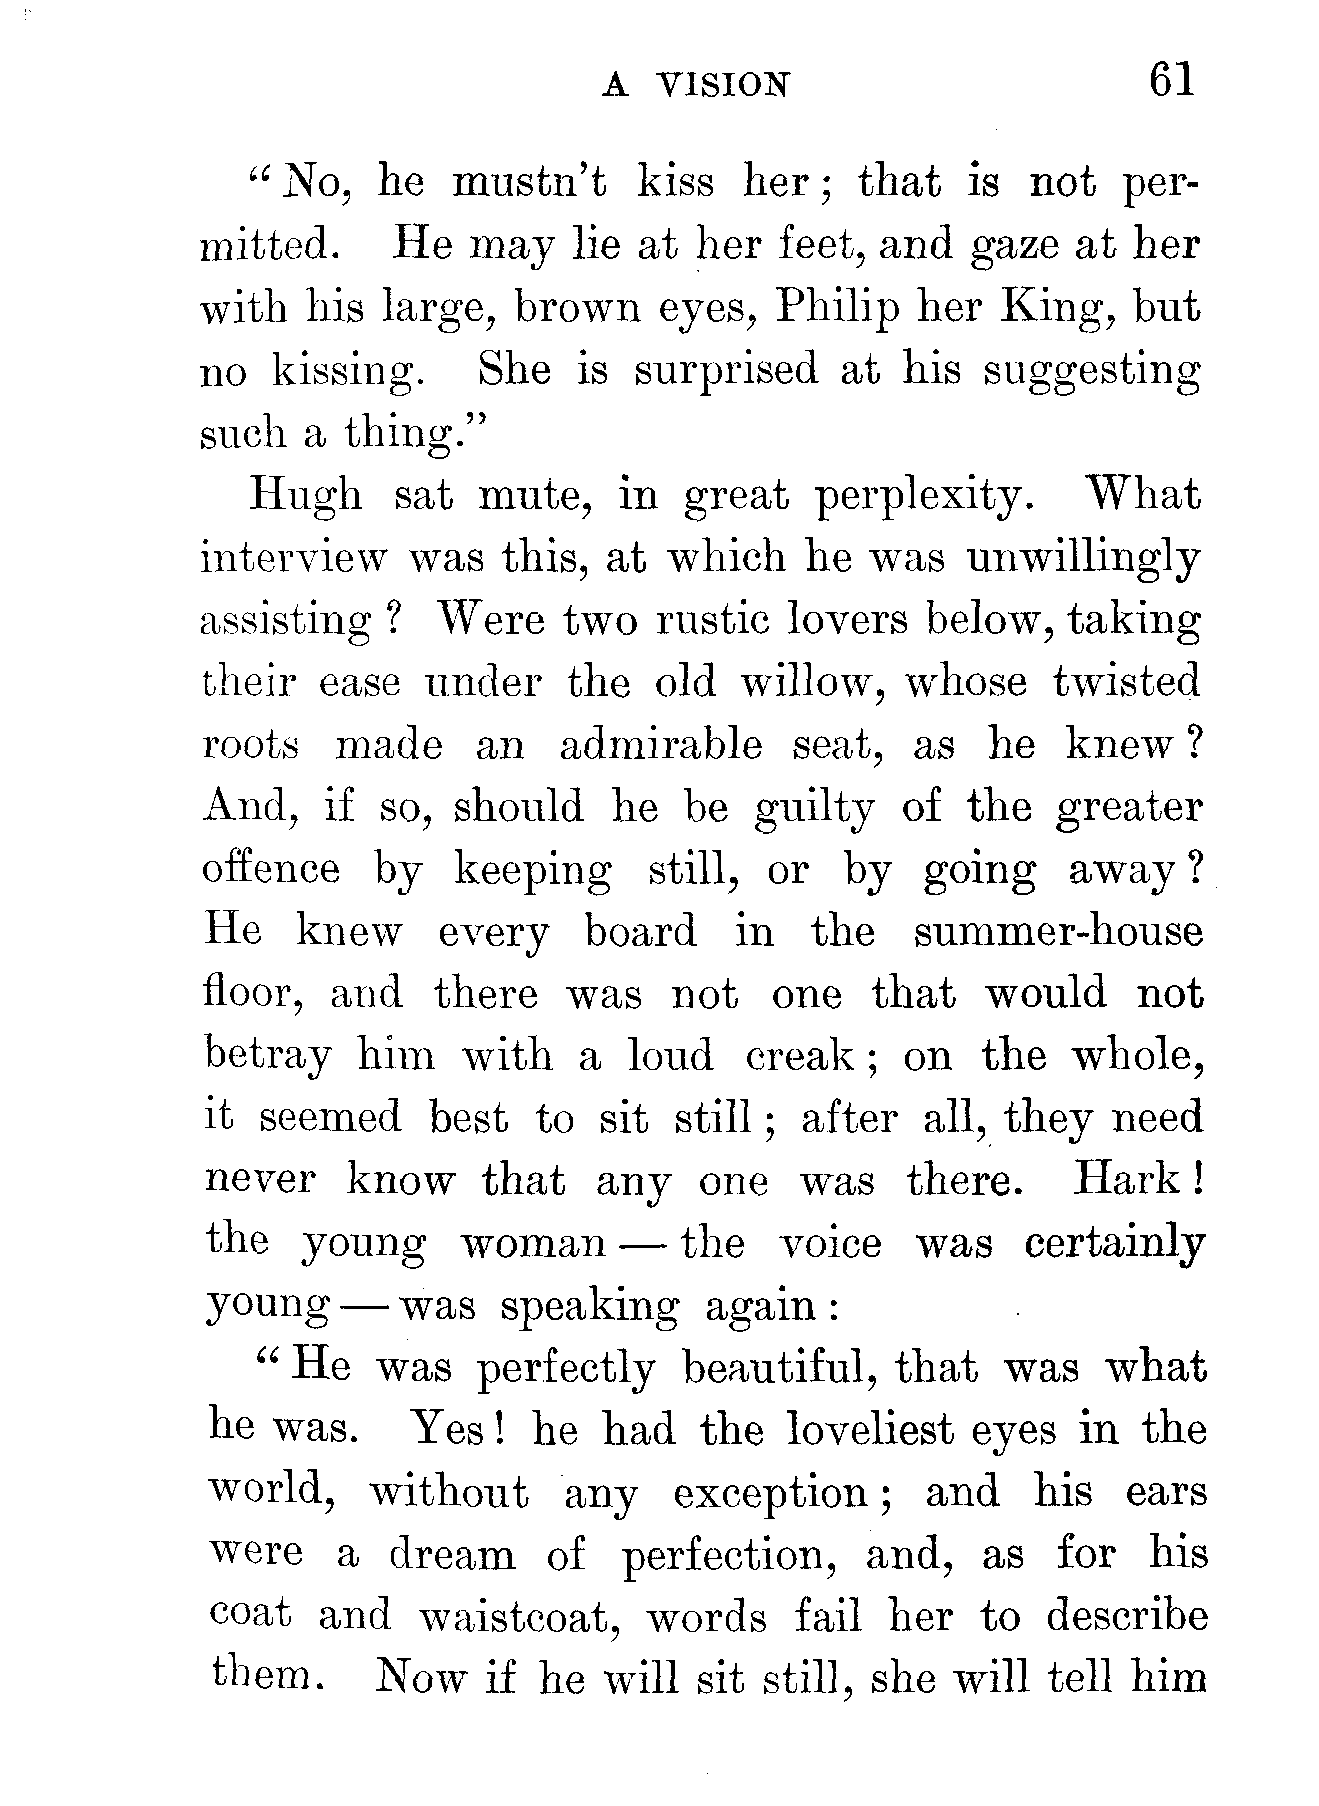 A VISION 61
“No, he mustn’t kiss her; that is not per-
mitted. He may lie at her feet, and gaze at her
with his large, brown eyes, Philip her King, but
no kissing. She is surprised at his suggesting
such a thing.”
Hugh sat mute, in great perplexity. What
interview was this, at which he was unwillingly
assisting? Were two rustic lovers below, taking
their ease under the old willow, whose twisted
roots made an admirable seat, as he knew?
And, if so, should he be guilty of the greater
offence by keeping still, or by going away?
He knew every board in the summer-house
floor, and there was not one that would not
betray him with a loud creak; on the whole,
it seemed best to sit still; after all, they need
never know that any one was there. Hark!
the young woman — the voice was certainly
young — was speaking again:
“He was perfectly beautiful, that was what
he was. Yes! he had the loveliest eyes in the
world, without any exception; and his ears
were a dream of perfection, and, as for his
coat and waistcoat, words fail her to describe
them. Now if he will sit still, she will tell him